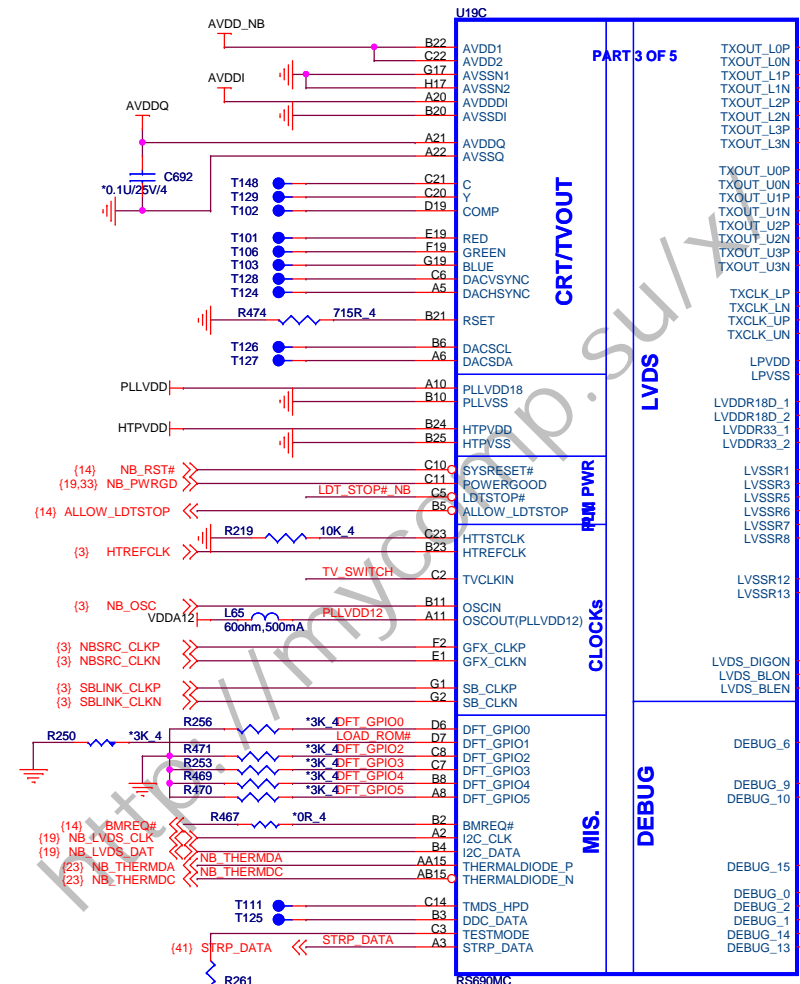 U19C
PART 3 OF 5
AVDD_NB
B22 AVDD1 TXOUT_L0P
C22 AVDD2 TXOUT_L0N
G17 AVSSN1 TXOUT_L1P
H17 AVSSN2 TXOUT_L1N
AVDDI
A20 AVDDDI TXOUT_L2P
B20 AVSSDI TXOUT_L2N
TXOUT_L3P
AVDDQ
A21 AVDDQ TXOUT_L3N
A22 AVSSQ
TXOUT_U0P
C692
*0.1U/25V/4
T148 C21 C TXOUT_U0N
T129 C20 Y TXOUT_U1P
T102 D19 COMP TXOUT_U1N
TXOUT_U2P
T101 E19 RED TXOUT_U2N
T106 F19 GREEN TXOUT_U3P
T103 G19 BLUE TXOUT_U3N
T128 C6 DACVSYNC
T124 A5 DACHSYNC TXCLK_LP
TXCLK_LN
R474 715R_4 B21 RSET TXCLK_UP
TXCLK_UN
T126 B6 DACSCL
T127 A6 DACSDA LPVDD
LPVSS
CRT/TVOUT
LVDS
PLLVDD A10 PLLVDD18
B10 PLLVSS LVDDR18D_1
LVDDR18D_2
HTPVDD B24 HTPVDD LVDDR33_1
B25 HTPVSS LVDDR33_2
{14} NB_RST# C10 SYSRESET# LVSSR1
{19,33} NB_PWRGD C11 POWERGOOD LVSSR3
LDT_STOP#_NB C5 LDTSTOP# LVSSR5
{14} ALLOW_LDTSTOP B5 ALLOW_LDTSTOP LVSSR6
LVSSR7
PWR
R219 10K_4 C23 HTTSTCLK LVSSR8
{3} HTREFCLK B23 HTREFCLK
TV_SWITCH C2 TVCLKIN LVSSR12
LVSSR13
{3} NB_OSC B11 OSCIN
VDDA12 L65 PLLVDD12 A11 OSCOUT(PLLVDD12)
60ohm,500mA
CLOCKs
{3} NBSRC_CLKP F2 GFX_CLKP
{3} NBSRC_CLKN E1 GFX_CLKN LVDS_DIGON
LVDS_BLON
{3} SBLINK_CLKP G1 SB_CLKP LVDS_BLEN
{3} SBLINK_CLKN G2 SB_CLKN
R256 *3K_4 DFT_GPIO0 D6 DFT_GPIO0
R250 *3K_4 LOAD_ROM# D7 DFT_GPIO1 DEBUG_6
R471 *3K_4 DFT_GPIO2 C8 DFT_GPIO2
R253 *3K_4 DFT_GPIO3 C7 DFT_GPIO3
R469 *3K_4 DFT_GPIO4 B8 DFT_GPIO4 DEBUG_9
R470 *3K_4 DFT_GPIO5 A8 DFT_GPIO5 DEBUG_10
MIS.
DEBUG
{14} BMREQ# R467 *0R_4 B2 BMREQ#
{19} NB_LVDS_CLK A2 I2C_CLK
{19} NB_LVDS_DAT B4 I2C_DATA
{23} NB_THERMDA NB_THERMDA AA15 THERMALDIODE_P DEBUG_15
{23} NB_THERMDC NB_THERMDC AB15 THERMALDIODE_N
DEBUG_0
T111 C14 TMDS_HPD DEBUG_2
T125 B3 DDC_DATA DEBUG_1
C3 TESTMODE DEBUG_14
{41} STRP_DATA STRP_DATA A3 STRP_DATA DEBUG_13
R261
RS690MC
http://mycomp.su/x/